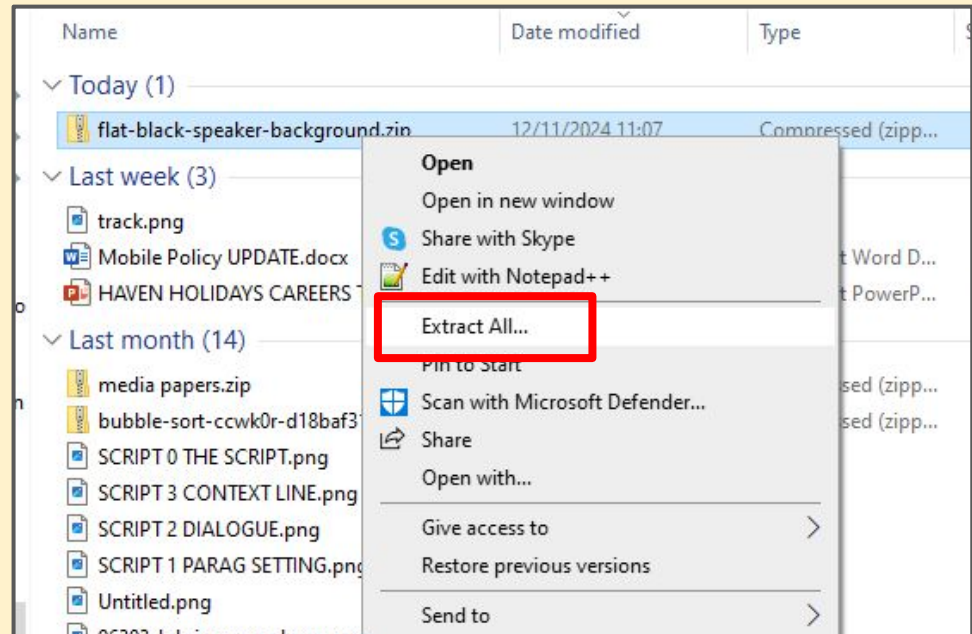 Name Date modified Type
Today (1)
flat-black-speaker-background.zip 12/11/2024 11:07 Compressed (zipp...
Open
Last week (3)
Open in new window
track.png
Share with Skype
Mobile Policy UPDATE.docx t Word D...
Edit with Notepad++
HAVEN HOLIDAYS CAREERS t PowerP...
Extract All...
Last month (14)
Pin to Start
media papers.zip sed (zipp...
Scan with Microsoft Defender...
bubble-sort-ccwk0r-d18baf3 sed (zipp...
Share
SCRIPT 0 THE SCRIPT.png
Open with...
SCRIPT 3 CONTEXT LINE.png
SCRIPT 2 DIALOGUE.png
Give access to
SCRIPT 1 PARAG SETTING.png
Restore previous versions
Untitled.png
Send to